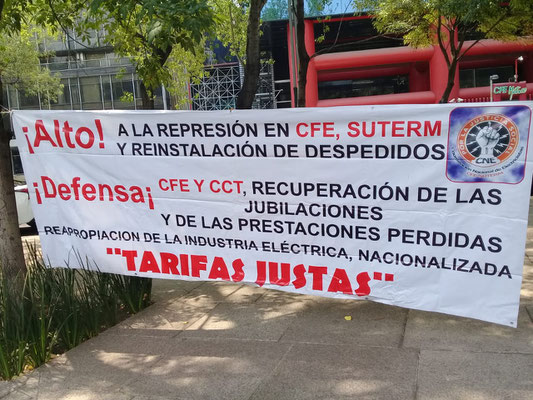 ¡Alto!
A LA REPRESIÓN EN CFE, SUTERM
Y REINSTALACIÓN DE DESPEDIDOS
¡Defensa¡
CFE Y CCT, RECUPERACIÓN DE LAS
JUBILACIONES
Y DE LAS PRESTACIONES PERDIDAS
REAPROPIACION DE LA INDUSTRIA ELÉCTRICA, NACIONALIZADA
"TARIFAS JUSTAS"
CNE
CFE